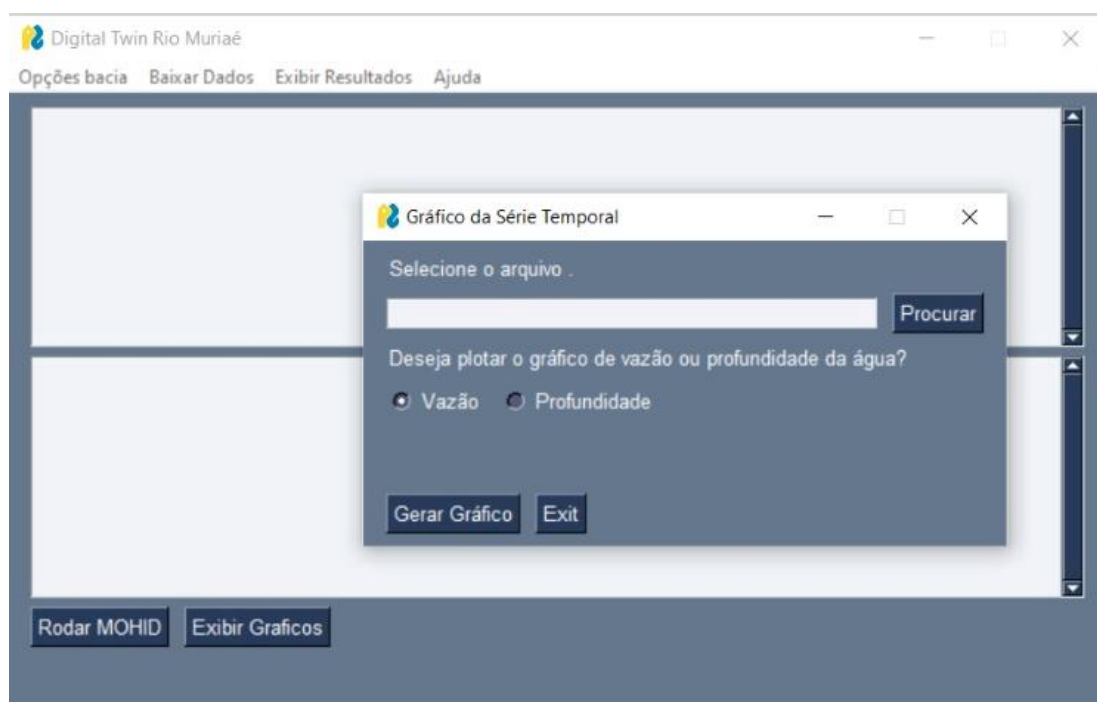 Digital Twin Rio Muriaé
Opções bacia Baixar Dados Exibir Resultados Ajuda
Gráfico da Série Temporal
Selecione o arquivo .
Procurar
Deseja plotar o gráfico de vazão ou profundidade da água?
Vazão Profundidade
Gerar Gráfico Exit
Rodar MOHID Exibir Graficos